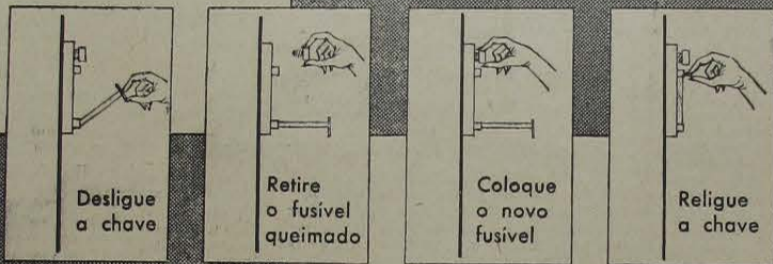 Desligue
a chave
Retire
o fusível
queimado
Coloque
o novo
fusível
Religue
a chave